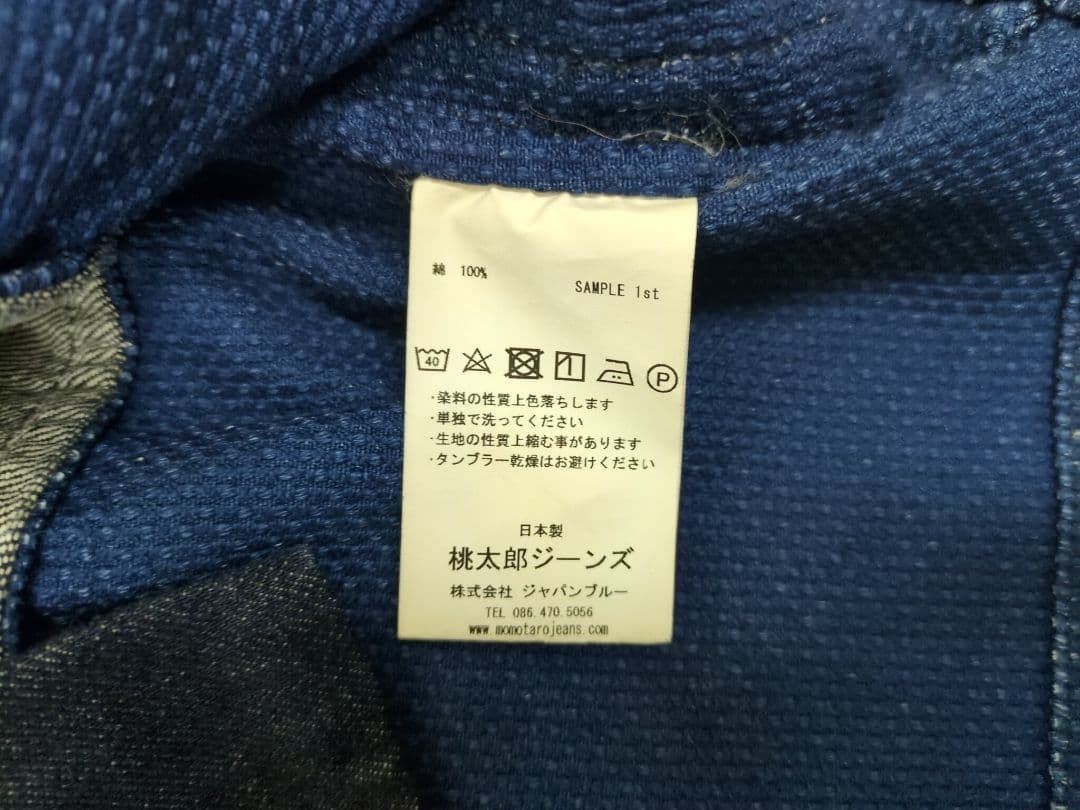 綿 100%
SAMPLE 1st
40
P
・染料の性質上色落ちします
・単独で洗ってください
・生地の性質上縮む事があります
・タンブラー乾燥はお避けください
日本製
桃太郎ジーンズ
株式会社 ジャパンブルー
TEL 086.470.5056
www.momotarojeans.com